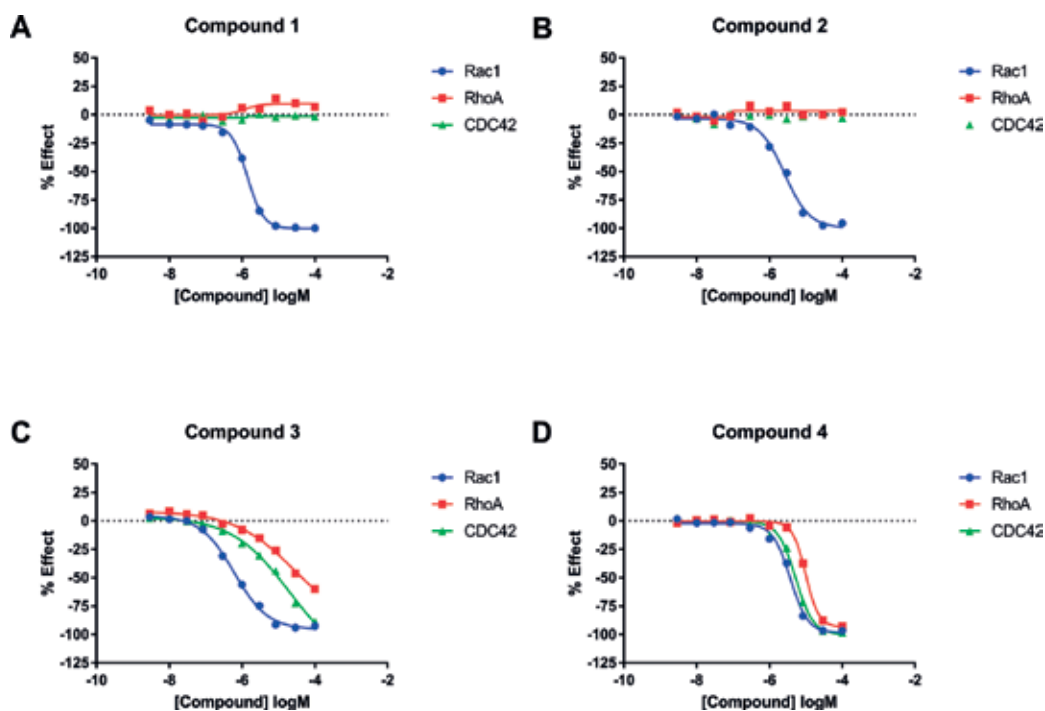 A
Compound 1
50
25
0
-25
-50
-75
-100
-125
% Effect
-10 -8 -6 -4 -2
[Compound] logM
Rac1
RhoA
CDC42
B
Compound 2
50
25
0
-25
-50
-75
-100
-125
% Effect
-10 -8 -6 -4 -2
[Compound] logM
Rac1
RhoA
CDC42
C
Compound 3
50
25
0
-25
-50
-75
-100
-125
% Effect
-10 -8 -6 -4 -2
[Compound] logM
Rac1
RhoA
CDC42
D
Compound 4
50
25
0
-25
-50
-75
-100
-125
% Effect
-10 -8 -6 -4 -2
[Compound] logM
Rac1
RhoA
CDC42